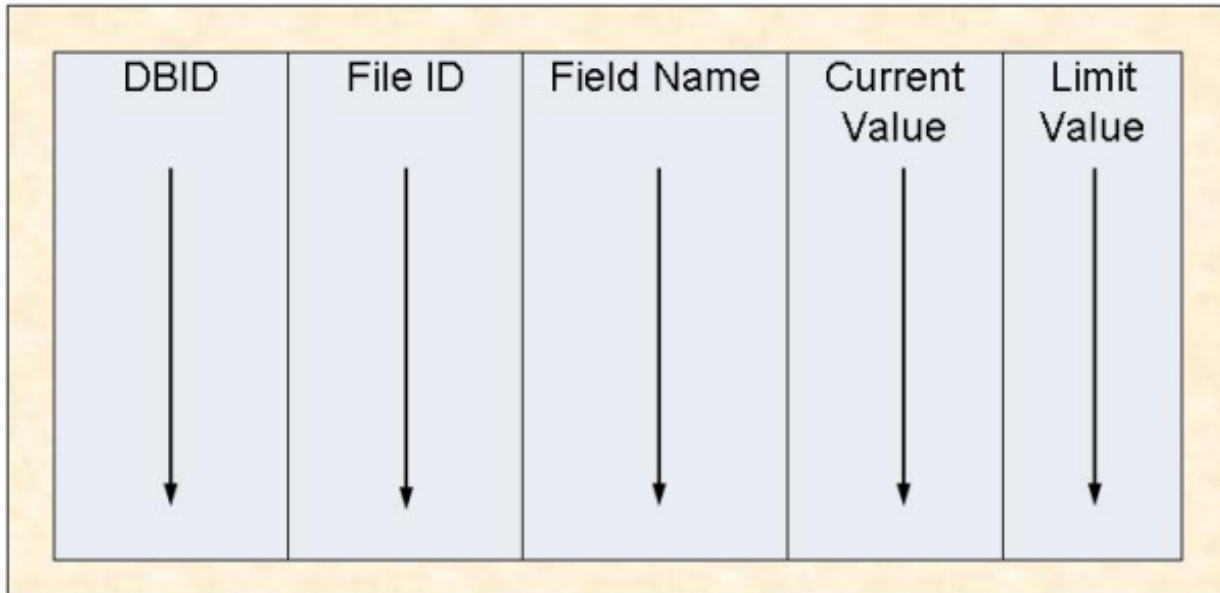 DBID
File ID
Field Name
Current
Value
Limit
Value